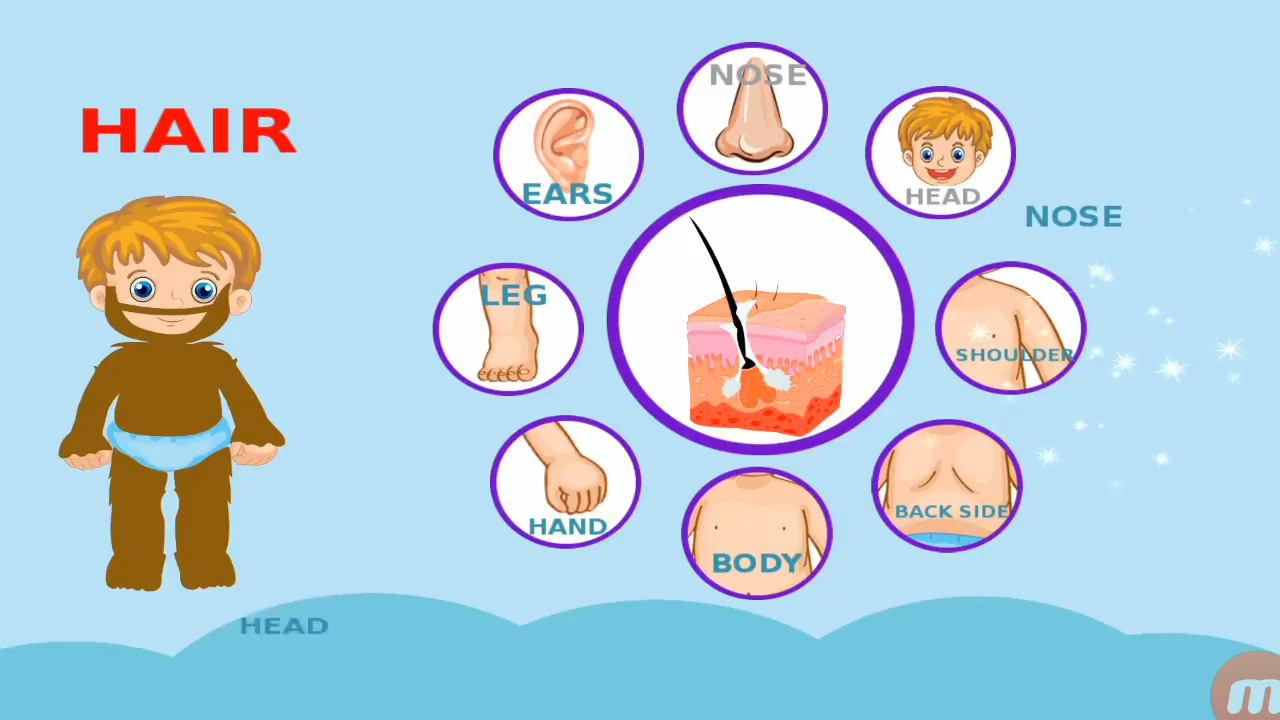 HAIR
NOSE
EARS
HEAD
NOSE
LEG
SHOULDER
HAND
BACK SIDE
BODY
HEAD
m